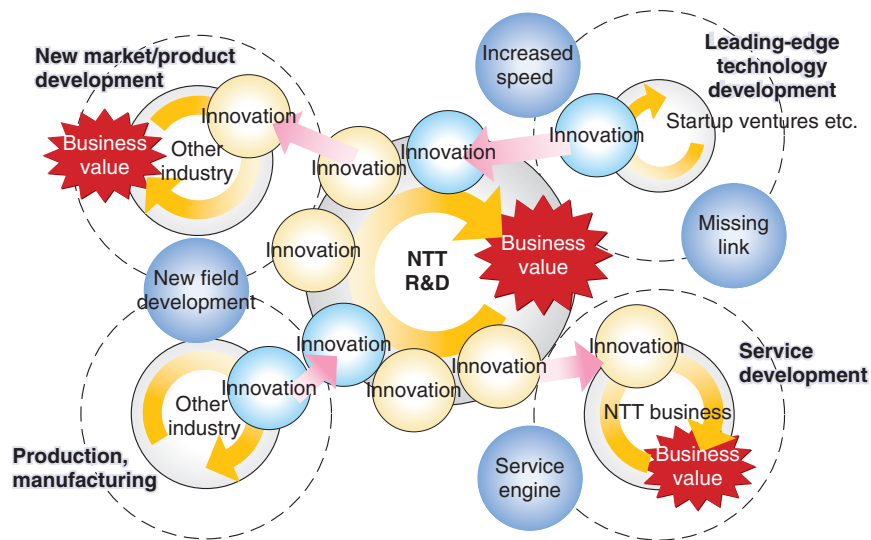 New market/product
development
Innovation
Business
value
Other
industry
Increased
speed
Leading-edge
technology
development
Innovation
Startup ventures etc.
Innovation
Innovation
Innovation
NTT
R&D
Business
value
Missing
link
New field
development
Innovation
Innovation
Innovation
Innovation
Other
industry
Innovation
Production,
manufacturing
Innovation
Service
development
NTT business
Business
value
Service
engine